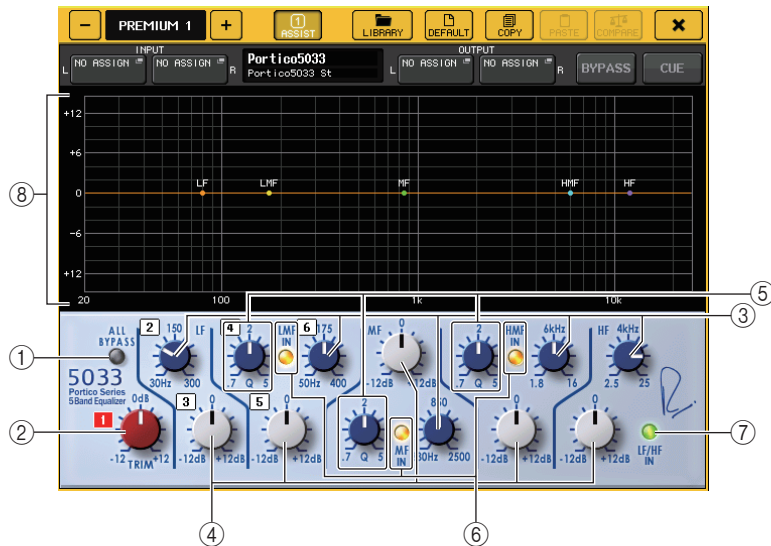 − PREMIUM 1 + 1 ASSIST LIBRARY DEFAULT COPY PASTE COMPARE ×
INPUT OUTPUT
L NO ASSIGN NO ASSIGN R Portico5033 L NO ASSIGN NO ASSIGN R BYPASS CUE
Portico5033 St
+12
+6
⑧ 0 LF LMF MF HMF HF
-6
+12
20 100 1k 10k
⑤
ALL BYPASS 2 150 LF 4 2 LMF IN 6 175 MF 0 2 HMF IN 6kHz HF 4kHz ③
①
30Hz 300 .7 Q 5 50Hz 400 -12dB +12dB .7 Q 5 1.8 16 2.5 25
5033
Portico Series
5Band Equalizer
② 1 0dB 3 0 5 0 2 MF IN 850 0 0 LF/HF IN ⑦
-12 TRIM +12 -12dB +12dB -12dB +12dB .7 Q 5 80Hz 2500 -12dB +12dB -12dB +12dB
④ ⑥